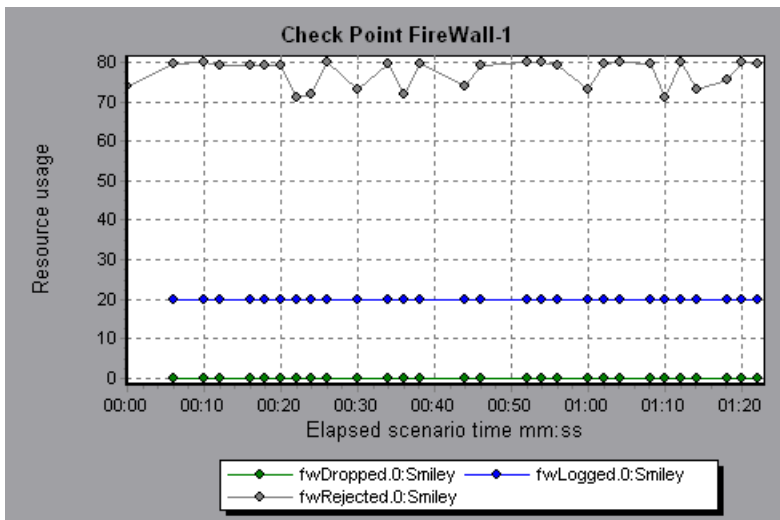 Check Point FireWall-1
Resource usage
80
70
60
50
40
30
20
10
0
00:00 00:10 00:20 00:30 00:40 00:50 01:00 01:10 01:20
Elapsed scenario time mm:ss
fwDropped.0:Smiley fwLogged.0:Smiley
fwRejected.0:Smiley